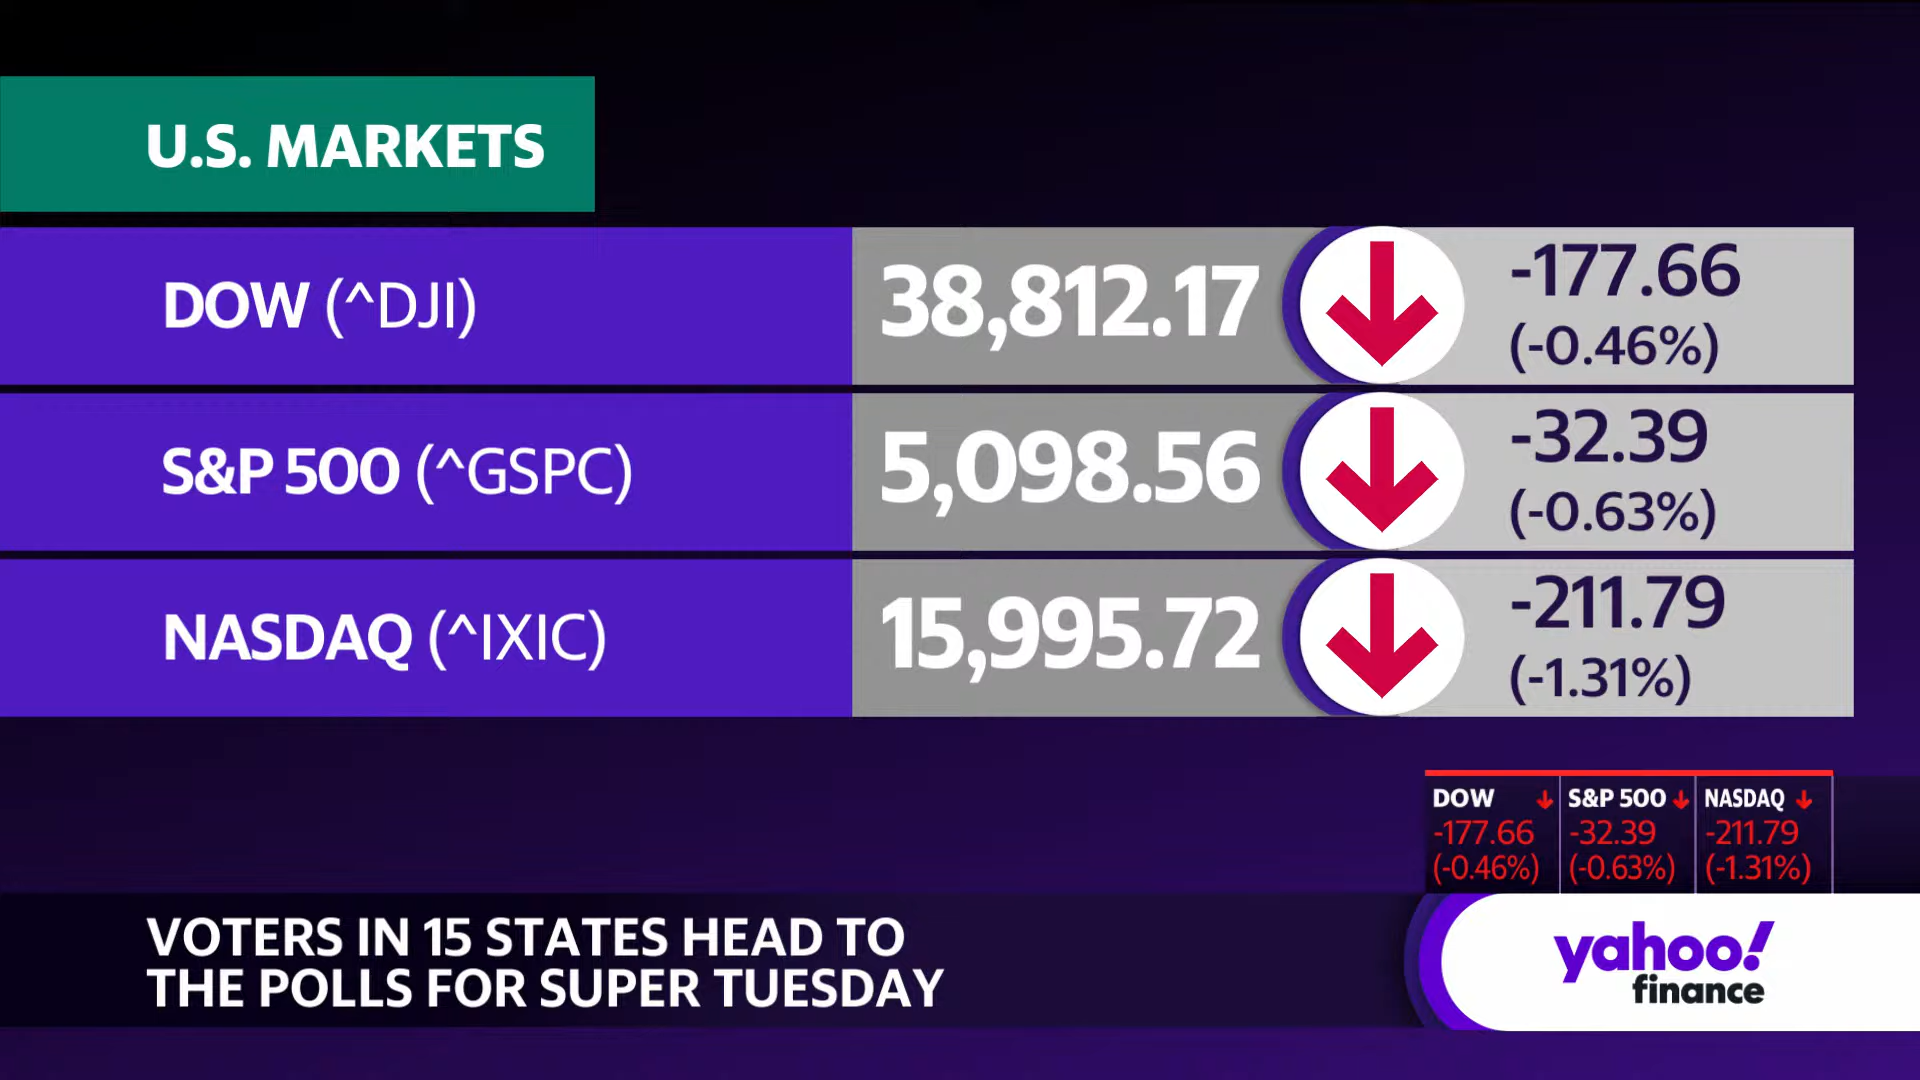 U.S. MARKETS
DOW (^DJI) 38,812.17 -177.66
(-0.46%)
S&P 500 (^GSPC) 5,098.56 -32.39
(-0.63%)
NASDAQ (^IXIC) 15,995.72 -211.79
(-1.31%)
DOW S&P 500 NASDAQ
-177.66 -32.39 -211.79
(-0.46%) (-0.63%) (-1.31%)
VOTERS IN 15 STATES HEAD TO
THE POLLS FOR SUPER TUESDAY
yahoo!
finance